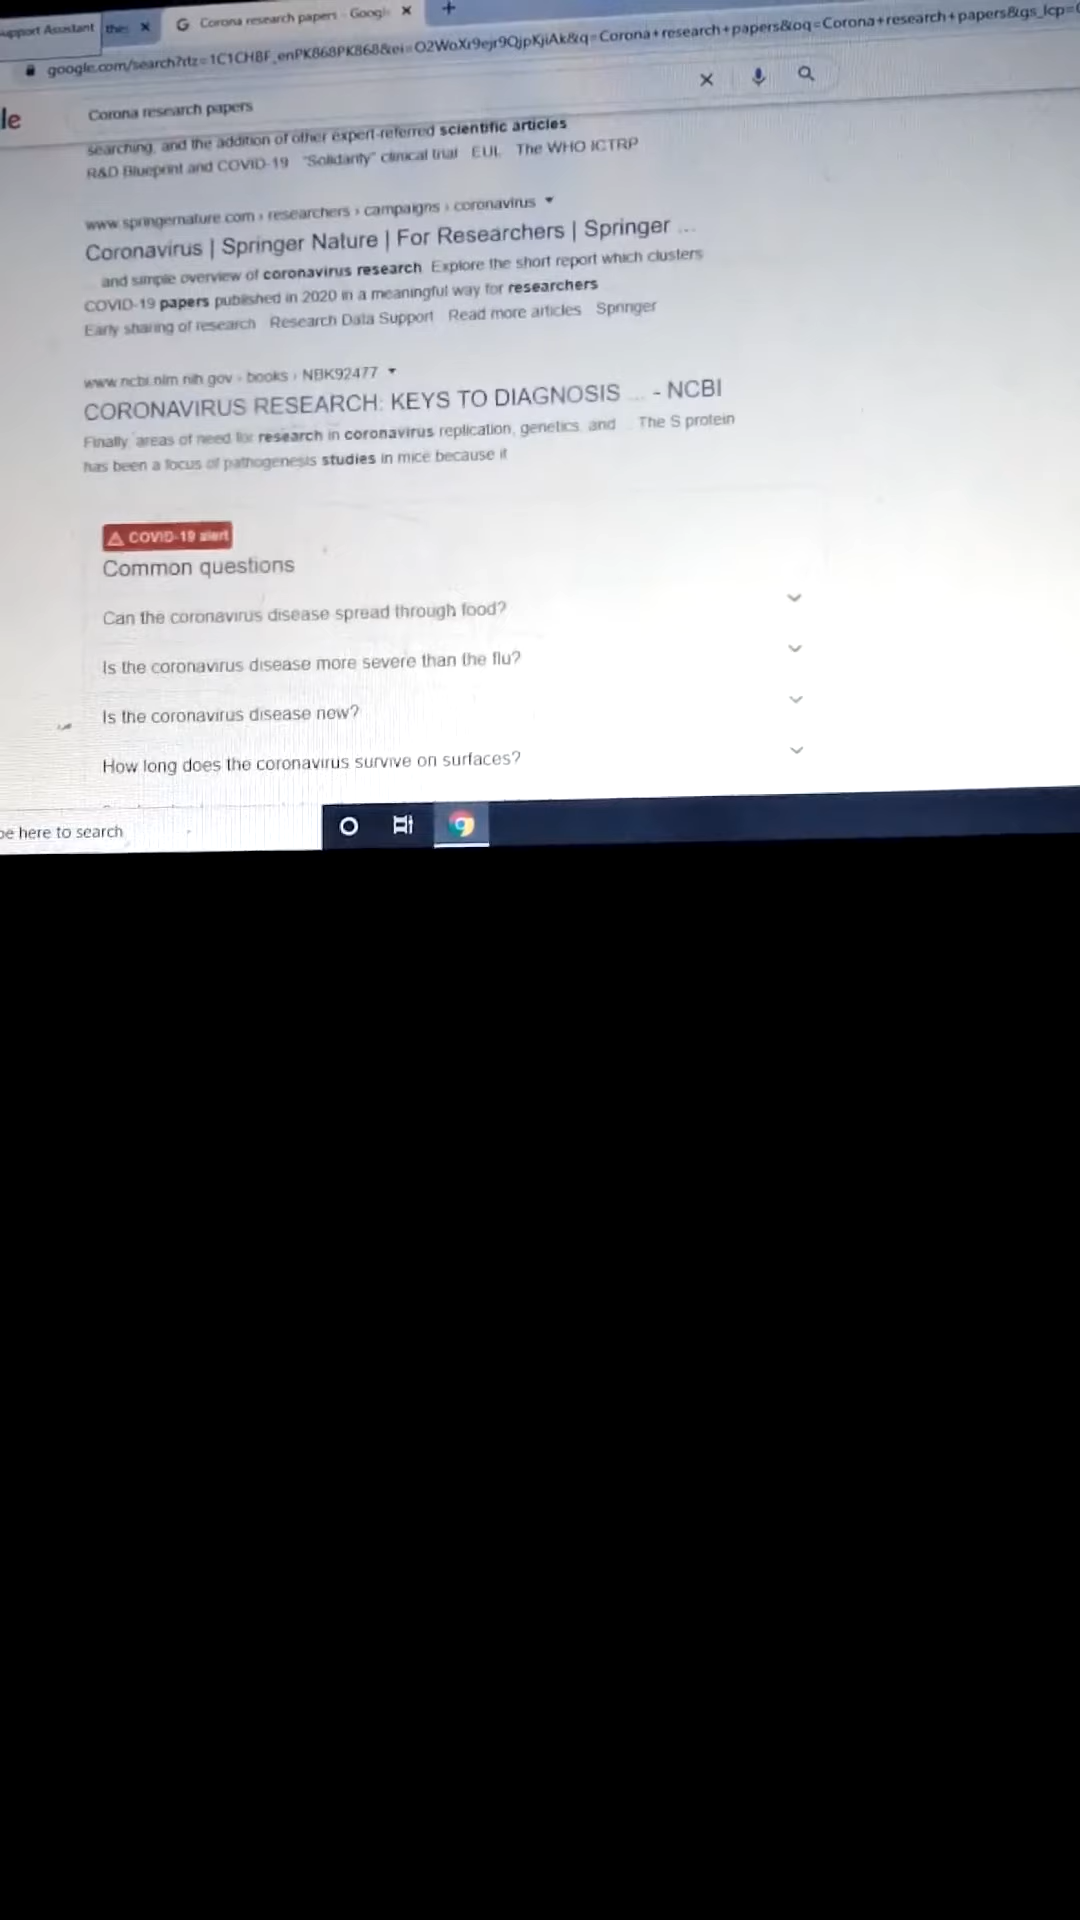 upport Assistant
the
Corona research papers - Googl
google.com/search?rlz=1C1CHBF_enPK868PK868&ei=O2WoXr9ejr9QjpKjiAk&q=Corona+research+papers&oq=Corona+research+papers&gs_lcp=
le
Corona research papers
searching, and the addition of other expert-referred scientific articles
R&D Blueprint and COVID-19 "Solidarity" clinical trial EUL The WHO ICTRP
www.springernature.com › researchers › campaigns › coronavirus
Coronavirus | Springer Nature | For Researchers | Springer ...
and simple overview of coronavirus research Explore the short report which clusters
COVID-19 papers published in 2020 in a meaningful way for researchers
Early sharing of research Research Data Support Read more articles Springer
www.ncbi.nlm.nih.gov › books › NBK92477
CORONAVIRUS RESEARCH: KEYS TO DIAGNOSIS ... - NCBI
Finally, areas of need for research in coronavirus replication, genetics, and The S protein
has been a focus of pathogenesis studies in mice because it
COVID-19 alert
Common questions
Can the coronavirus disease spread through food?
Is the coronavirus disease more severe than the flu?
Is the coronavirus disease new?
How long does the coronavirus survive on surfaces?
pe here to search